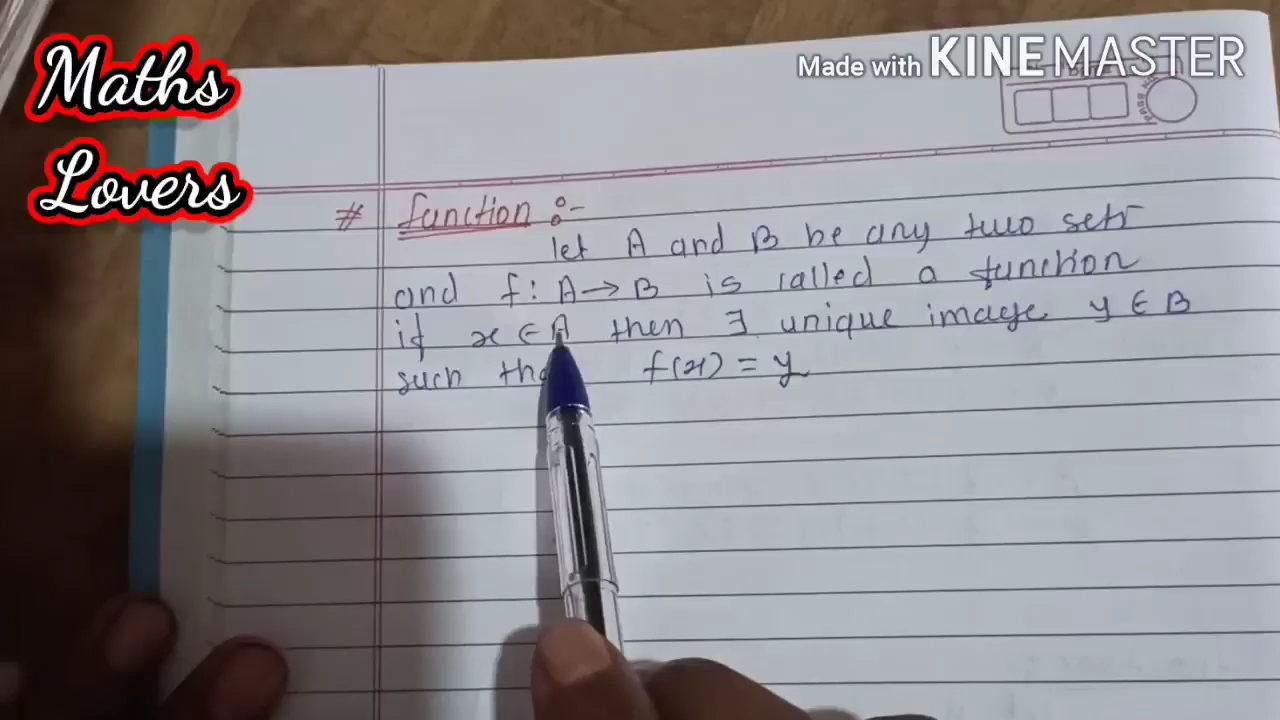 Maths
Lovers
Made with KINEMASTER
# function :-
let A and B be any two sets
and f: A → B is called a function
if x ∈ A then ∃ unique image y ∈ B
such f(x) = y